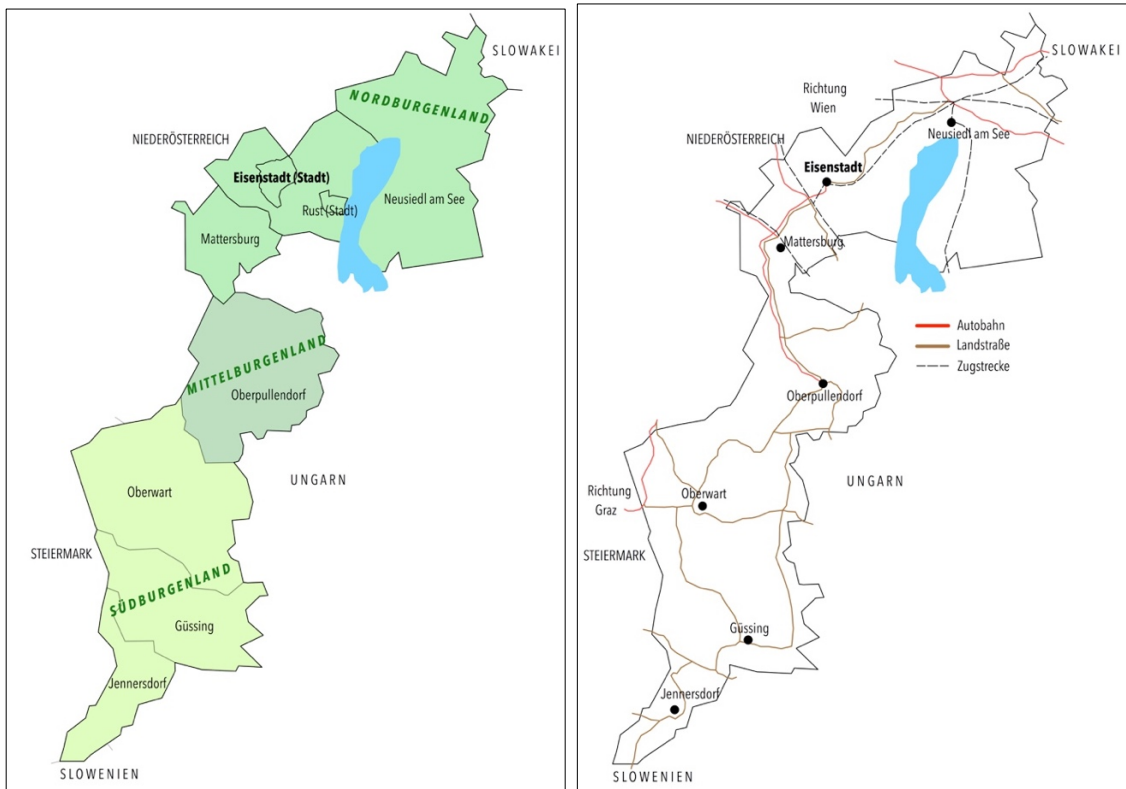 SLOWAKEI
NORDBURGENLAND
NIEDERÖSTERREICH
Eisenstadt (Stadt)
Rust (Stadt)
Neusiedl am See
Mattersburg
MITTELBURGENLAND
Oberpullendorf
UNGARN
Oberwart
STEIERMARK
SÜDBURGENLAND
Güssing
Jennersdorf
SLOWENIEN
SLOWAKEI
Richtung
Wien
NIEDERÖSTERREICH
Neusiedl am See
Eisenstadt
Mattersburg
Autobahn
Landstraße
Zugstrecke
Oberpullendorf
UNGARN
Richtung
Graz
Oberwart
STEIERMARK
Güssing
Jennersdorf
SLOWENIEN